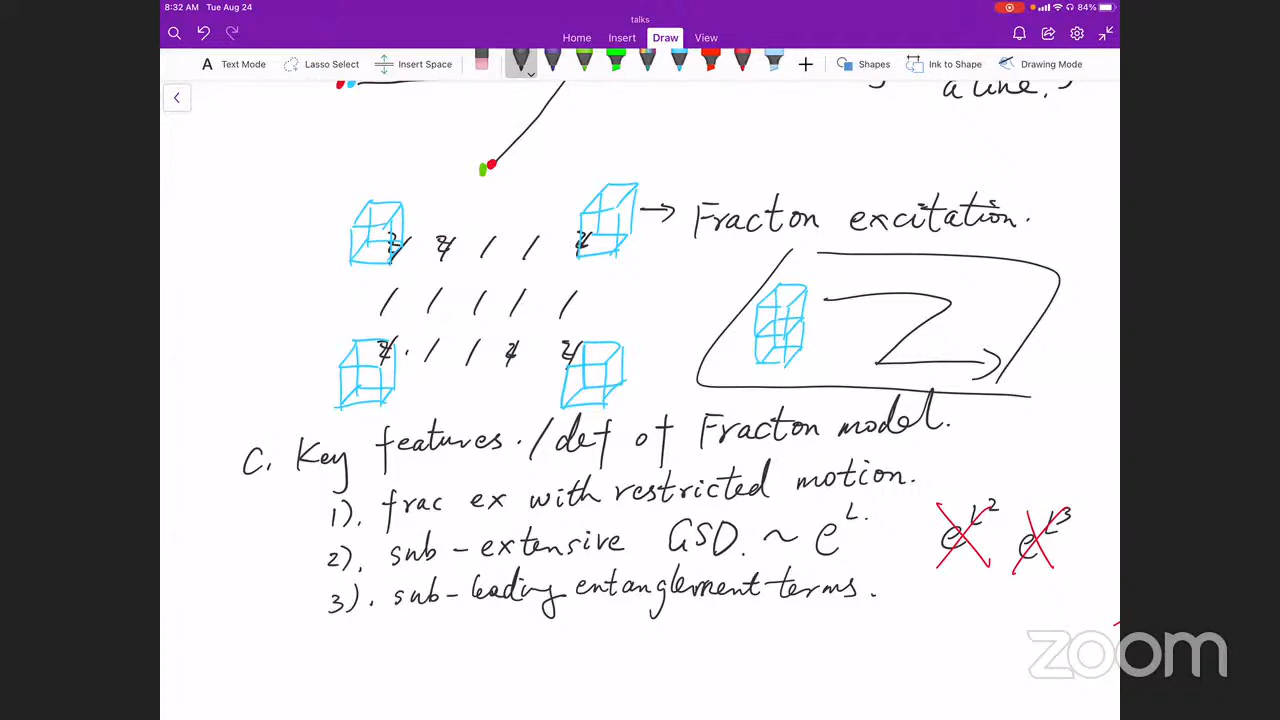 8:32 AM Tue Aug 24
84%
talks
Home Insert Draw View
A Text Mode Lasso Select Insert Space Shapes Ink to Shape Drawing Mode
a line.
→ Fracton excitation.
C. Key features./def of Fracton model.
1). frac ex with restricted motion.
2). sub-extensive GSD. ~ e^L. e^L^2 e^L^3
3). sub-leading entanglement terms.
zoom